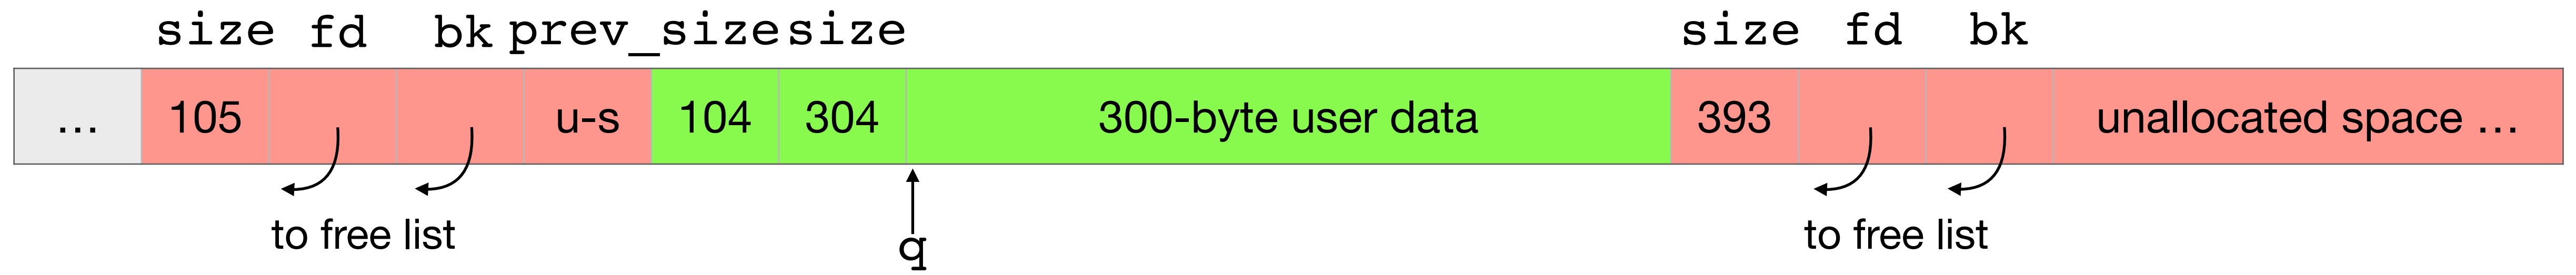 size fd bk prev_size size size fd bk
… 105 u-s 104 304 300-byte user data 393 unallocated space …
to free list q to free list